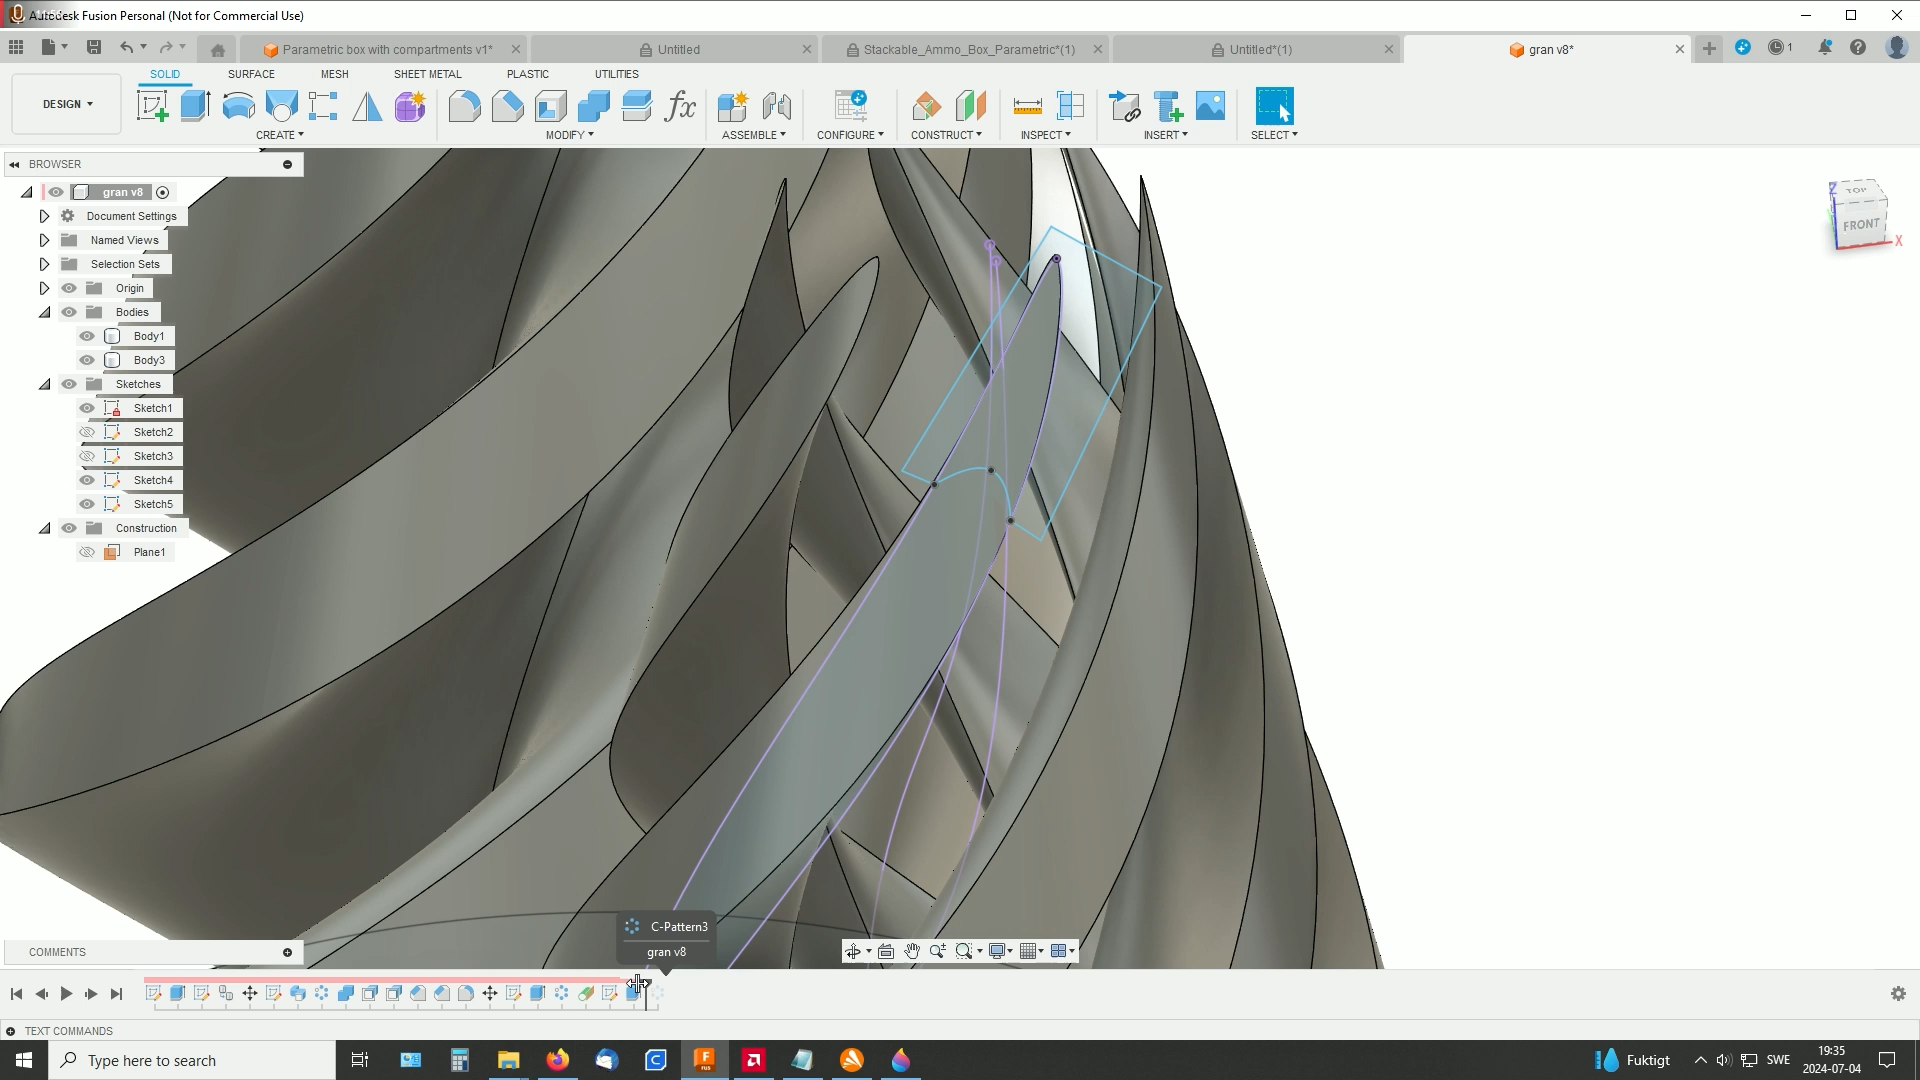 Autodesk Fusion Personal (Not for Commercial Use)
Parametric box with compartments v1*
Untitled
Stackable_Ammo_Box_Parametric*(1)
Untitled*(1)
gran v8*
1
DESIGN
SOLID
SURFACE
MESH
SHEET METAL
PLASTIC
UTILITIES
CREATE
MODIFY
ASSEMBLE
CONFIGURE
CONSTRUCT
INSPECT
INSERT
SELECT
BROWSER
gran v8
Document Settings
Named Views
Selection Sets
Origin
Bodies
Body1
Body3
Sketches
Sketch1
Sketch2
Sketch3
Sketch4
Sketch5
Construction
Plane1
TOP
FRONT
Z
X
C-Pattern3
gran v8
COMMENTS
TEXT COMMANDS
Type here to search
Fuktigt
SWE
19:35
2024-07-04